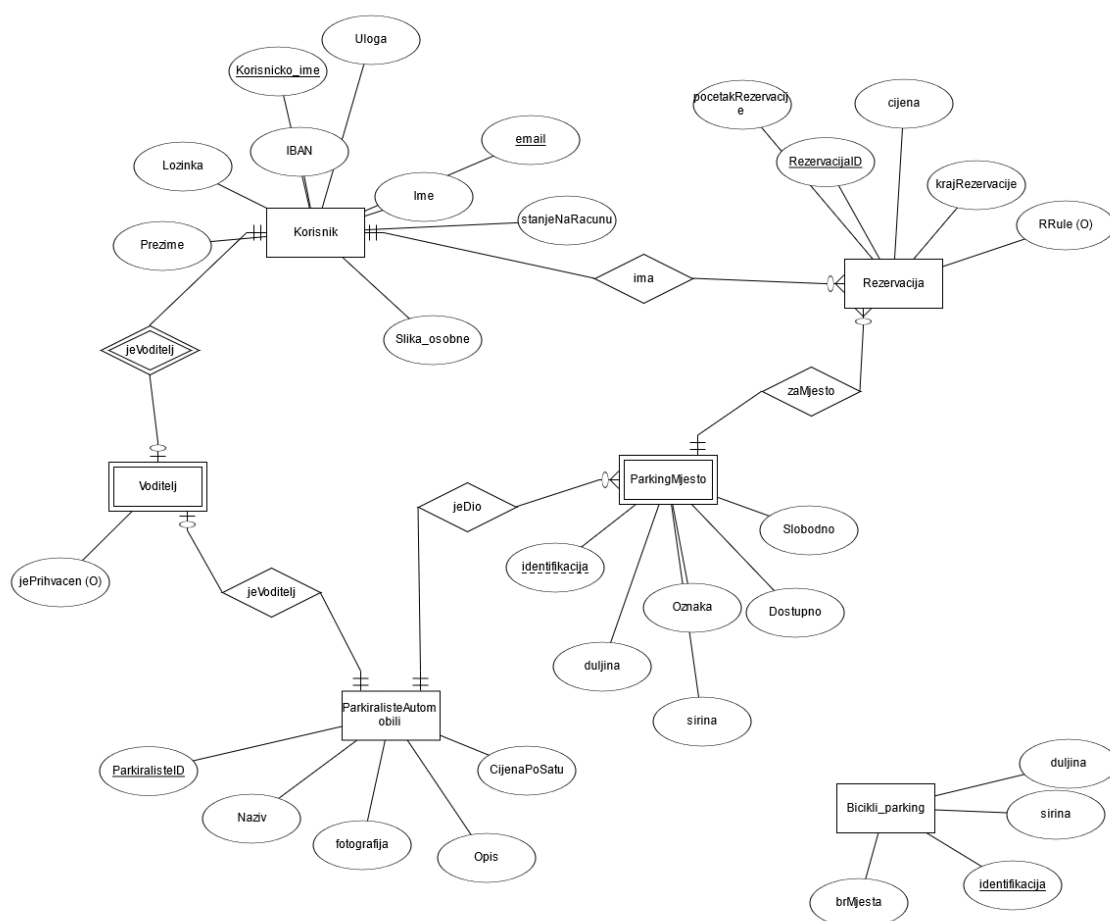 Uloga
Korisnicko_ime
pocetakRezervacij
e
cijena
IBAN
email
Lozinka
RezervacijaID
Ime
krajRezervacije
stanjeNaRacunu
RRule (O)
Korisnik
Prezime
ima
Rezervacija
Slika_osobne
jeVoditelj
zaMjesto
Voditelj
ParkingMjesto
jeDio
Slobodno
identifikacija
jePrihvacen (O)
jeVoditelj
Oznaka
Dostupno
duljina
sirina
ParkiralisteAutom
obili
ParkiralisteID
CijenaPoSatu
duljina
Naziv
Bicikli_parking
sirina
fotografija
Opis
identifikacija
brMjesta